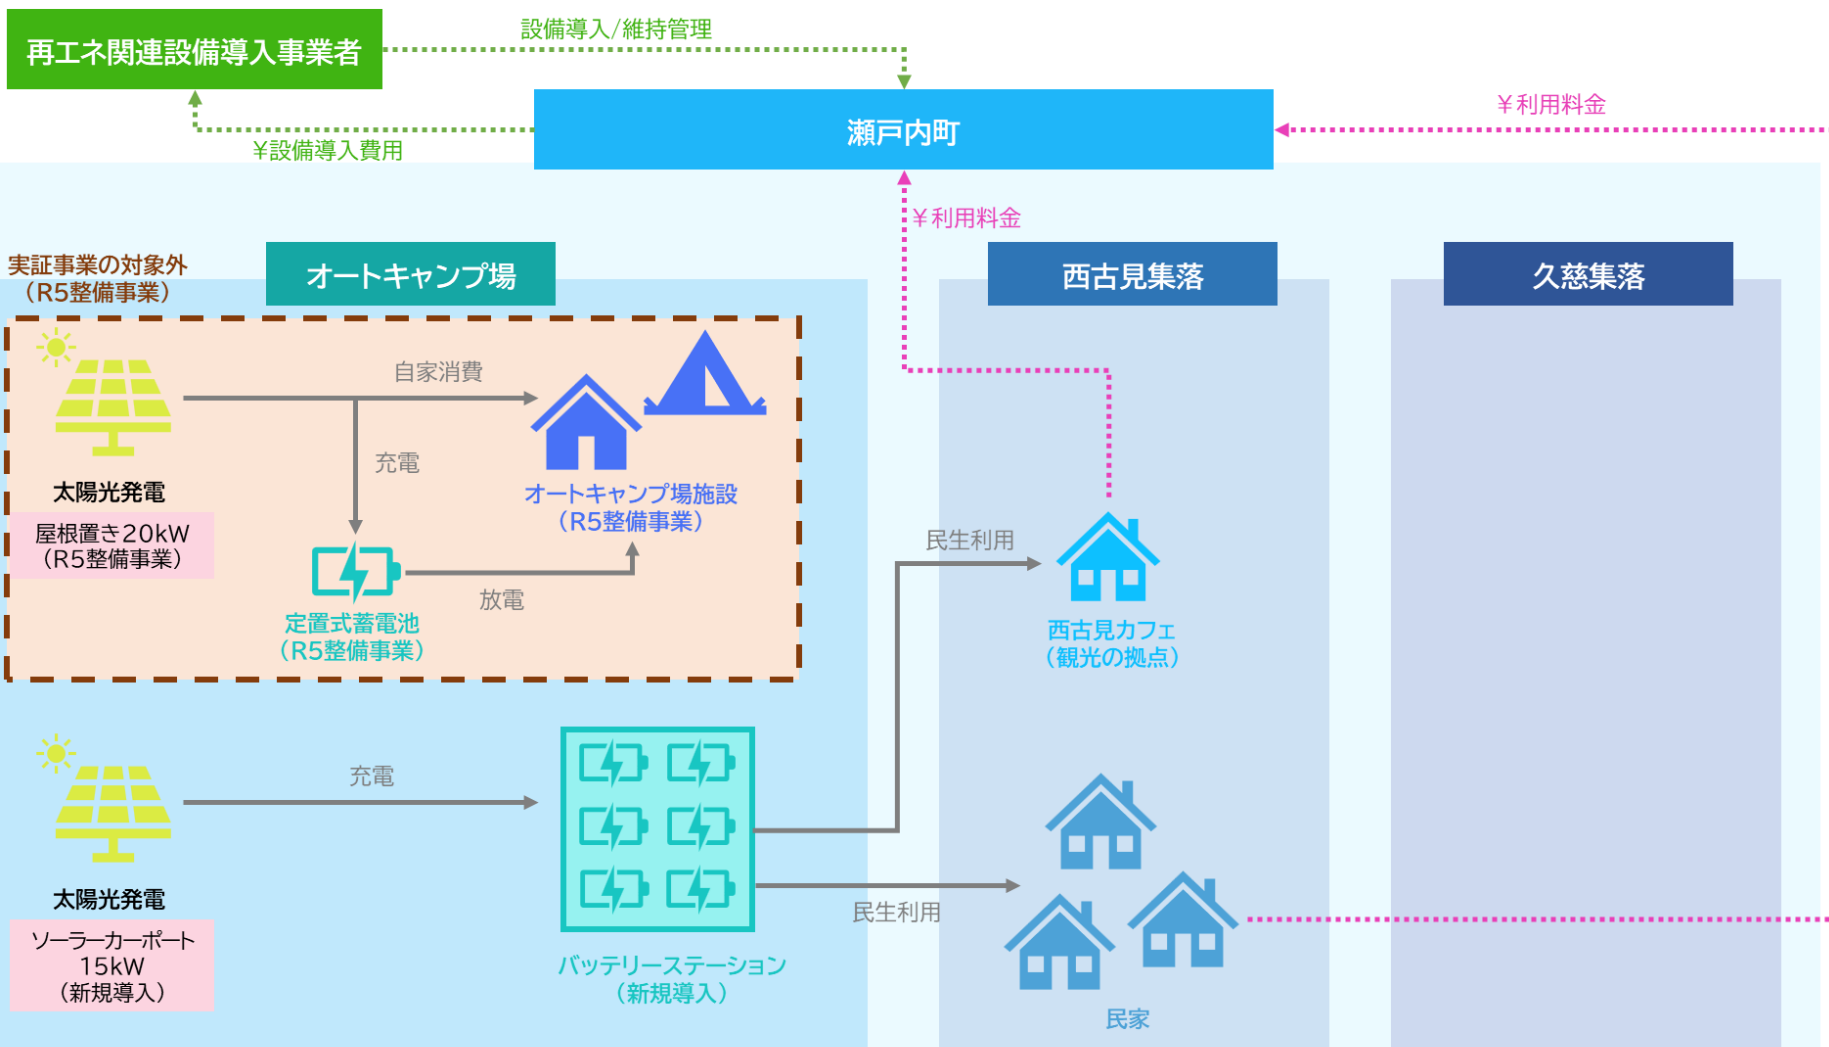 設備導入/維持管理
再エネ関連設備導入事業者
￥利用料金
瀬戸内町
¥設備導入費用
￥利用料金
実証事業の対象外
（R5整備事業）
オートキャンプ場
西古見集落
久慈集落
自家消費
充電
太陽光発電
屋根置き20kW
（R5整備事業）
オートキャンプ場施設
（R5整備事業）
放電
定置式蓄電池
（R5整備事業）
民生利用
西古見カフェ
（観光の拠点）
充電
太陽光発電
ソーラーカーポート
15kW
（新規導入）
民生利用
バッテリーステーション
（新規導入）
民家